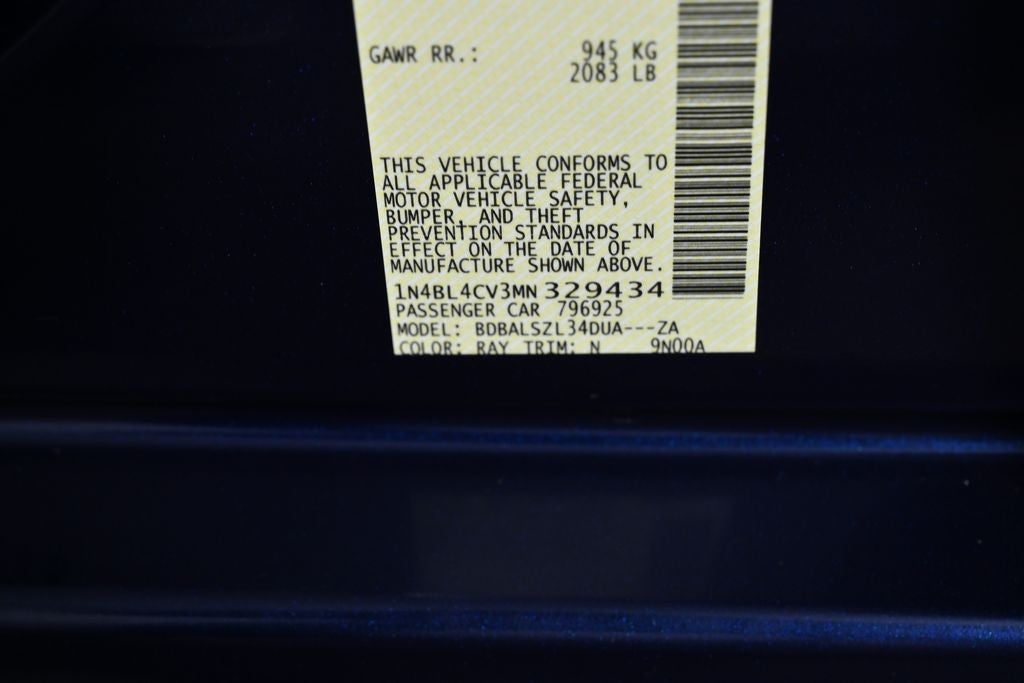 GAWR RR.: 945 KG
2083 LB
THIS VEHICLE CONFORMS TO
ALL APPLICABLE FEDERAL
MOTOR VEHICLE SAFETY,
BUMPER, AND THEFT
PREVENTION STANDARDS IN
EFFECT ON THE DATE OF
MANUFACTURE SHOWN ABOVE.
1N4BL4CV3MN 329434
PASSENGER CAR 796925
MODEL: BDBALSZL34DUA---ZA
COLOR: RAY TRIM: N 9N00A